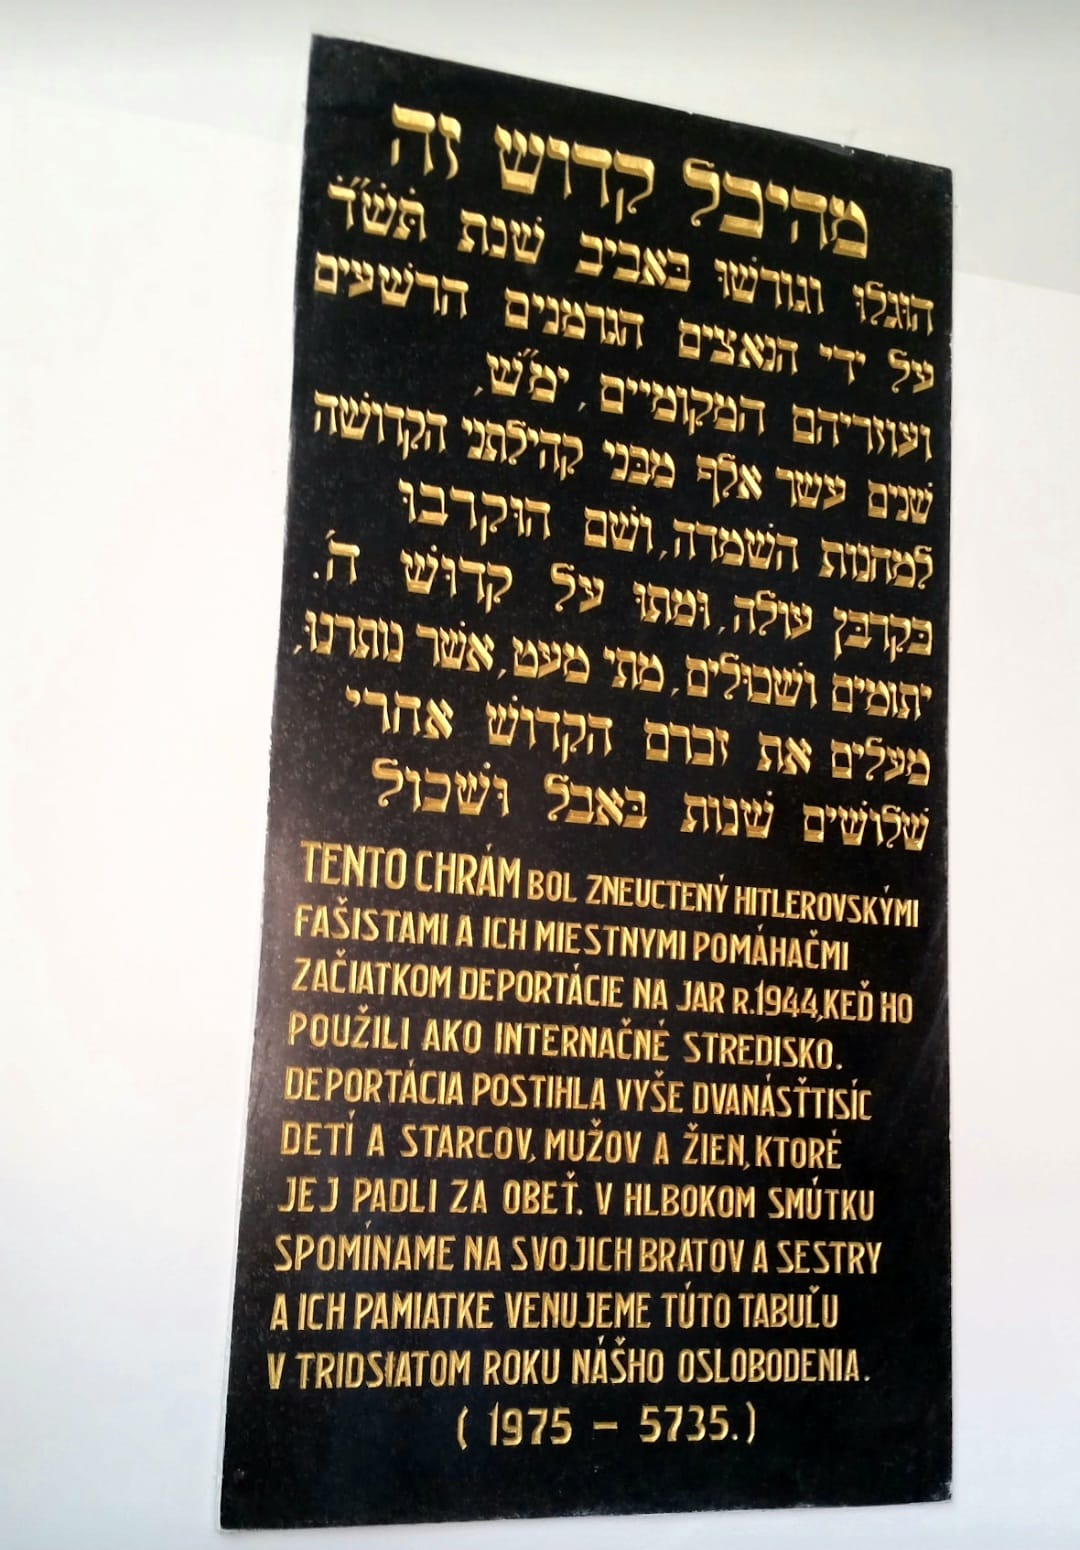 מהיכל קדוש זה
הוגלו וגורשו באביב שנת תש״ד
על ידי הנאצים הגרמנים הרשעים
ועוזריהם המקומיים, ימ״ש,
שנים עשר אלף מבני קהילתני הקדושה
למחנות השמדה, ושם הוקרבו
כקרבן עולה, ומתו על קדוש ה׳.
יתומים ושכולים, מתי מעט, אשר נותרנו,
מעלים את זכרם הקדוש אחרי
שלושים שנות באבל ושכול
TENTO CHRÁM BOL ZNEUCTENÝ HITLEROVSKÝMI
FAŠISTAMI A ICH MIESTNYMI POMÁHAČMI
ZAČIATKOM DEPORTÁCIE NA JAR R.1944, KEĎ HO
POUŽILI AKO INTERNAČNÉ STREDISKO.
DEPORTÁCIA POSTIHLA VYŠE DVANÁSŤTISÍC
DETÍ A STARCOV, MUŽOV A ŽIEN, KTORÉ
JEJ PADLI ZA OBEŤ. V HLBOKOM SMÚTKU
SPOMÍNAME NA SVOJICH BRATOV A SESTRY
A ICH PAMIATKE VENUJEME TÚTO TABUĽU
V TRIDSIATOM ROKU NÁŠHO OSLOBODENIA.
( 1975 – 5735.)